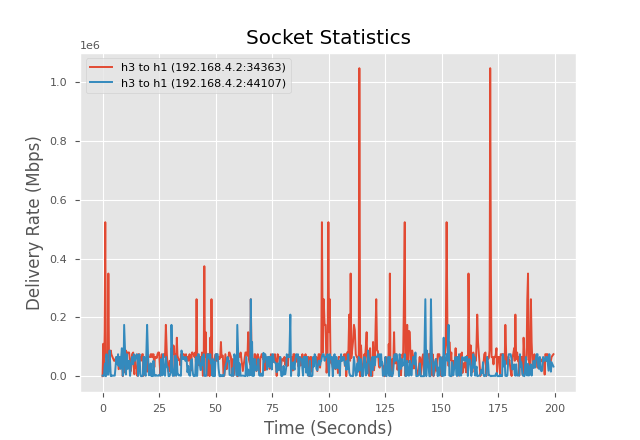 Socket Statistics
1e6
h3 to h1 (192.168.4.2:34363)
h3 to h1 (192.168.4.2:44107)
Delivery Rate (Mbps)
1.0
0.8
0.6
0.4
0.2
0.0
0 25 50 75 100 125 150 175 200
Time (Seconds)